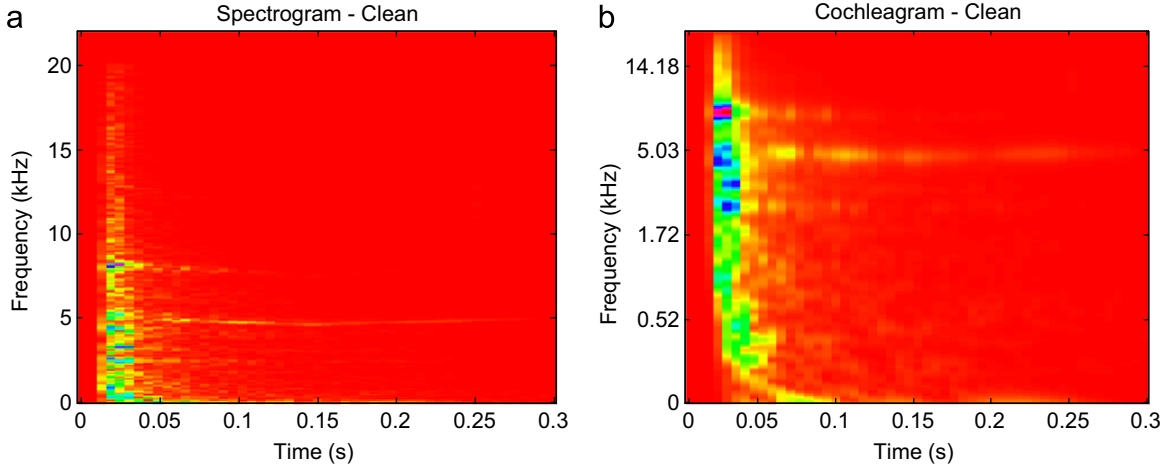 a
Spectrogram - Clean
20
15
10
5
0
Frequency (kHz)
0 0.05 0.1 0.15 0.2 0.25 0.3
Time (s)
b
Cochleagram - Clean
14.18
5.03
1.72
0.52
0
Frequency (kHz)
0 0.05 0.1 0.15 0.2 0.25 0.3
Time (s)